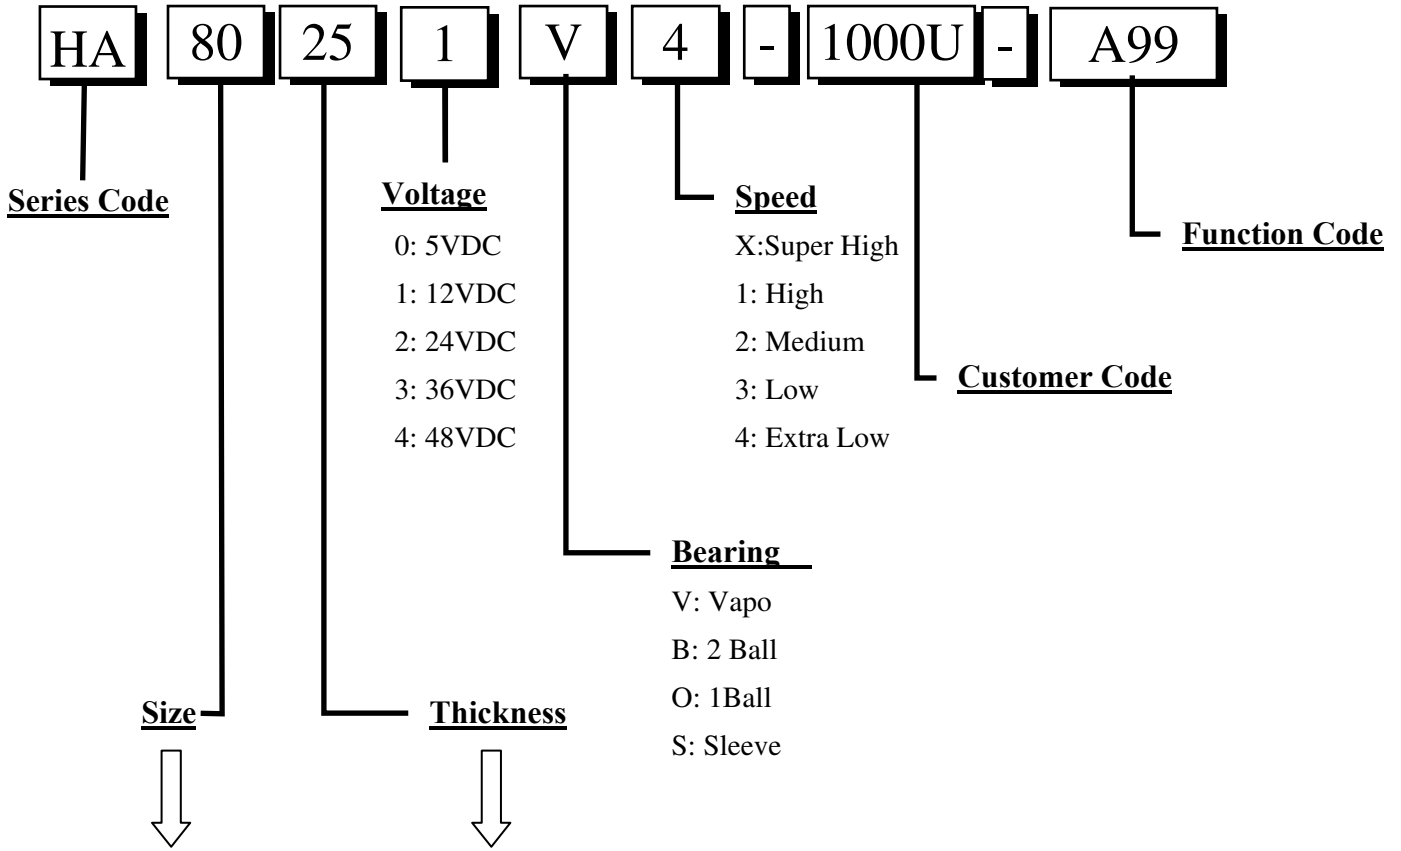 HA 80 25 1 V 4 - 1000U - A99
Series Code
Voltage
0: 5VDC
1: 12VDC
2: 24VDC
3: 36VDC
4: 48VDC
Speed
X:Super High
1: High
2: Medium
3: Low
4: Extra Low
Function Code
Customer Code
Bearing
V: Vapo
B: 2 Ball
O: 1Ball
S: Sleeve
Size
Thickness